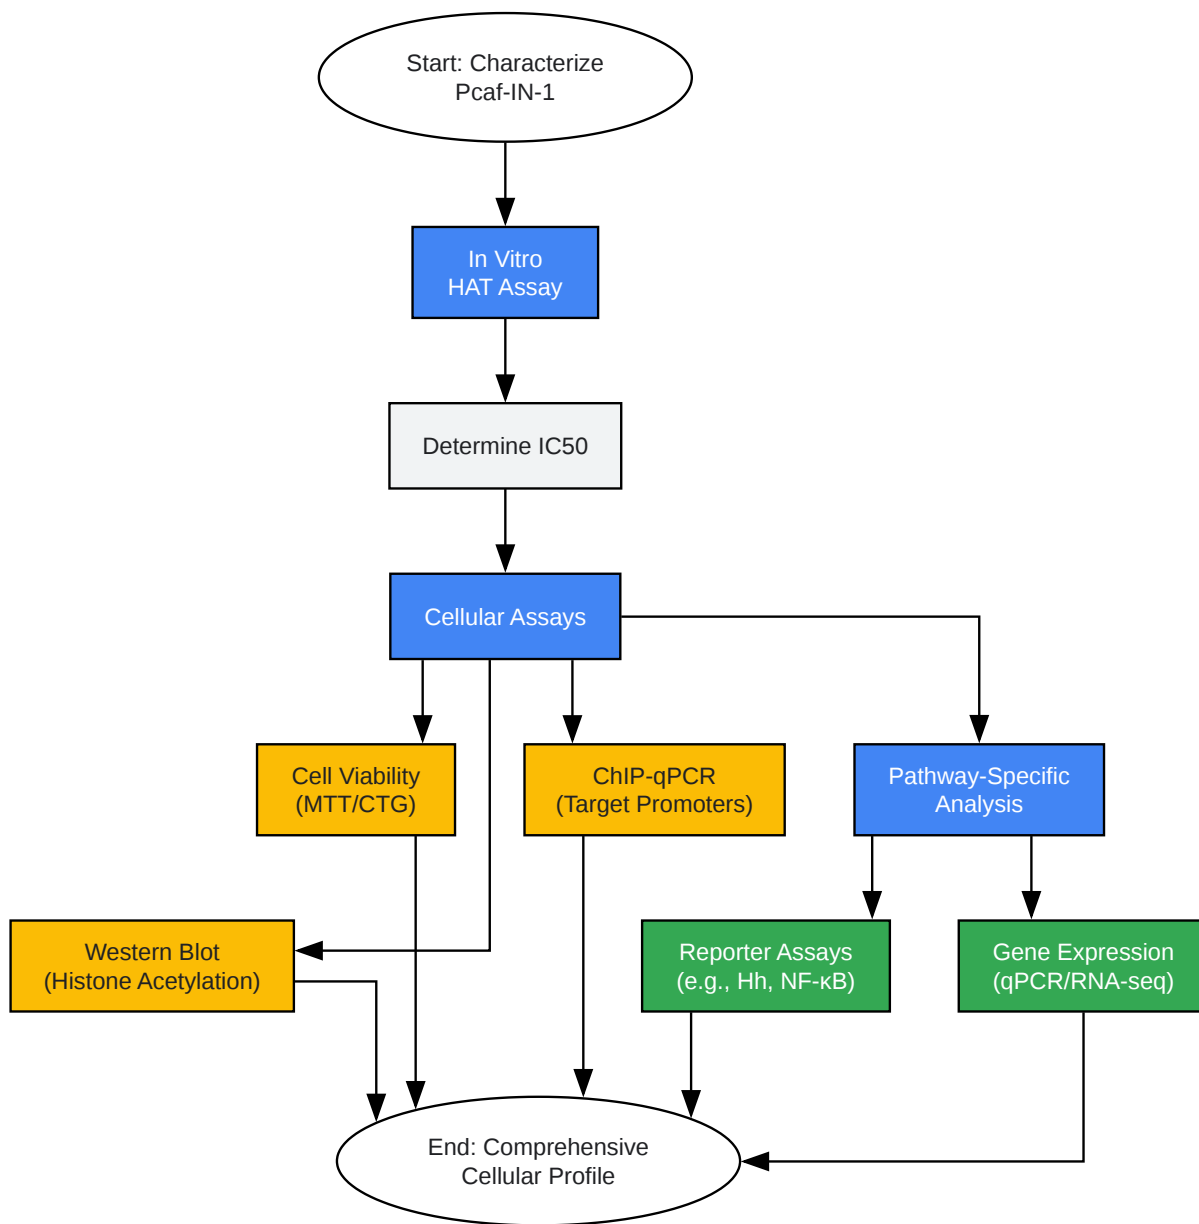 Start: Characterize
Pcaf-IN-1
In Vitro
HAT Assay
Determine IC50
Cellular Assays
Cell Viability
(MTT/CTG)
ChIP-qPCR
(Target Promoters)
Pathway-Specific
Analysis
Western Blot
(Histone Acetylation)
Reporter Assays
(e.g., Hh, NF-κB)
Gene Expression
(qPCR/RNA-seq)
End: Comprehensive
Cellular Profile